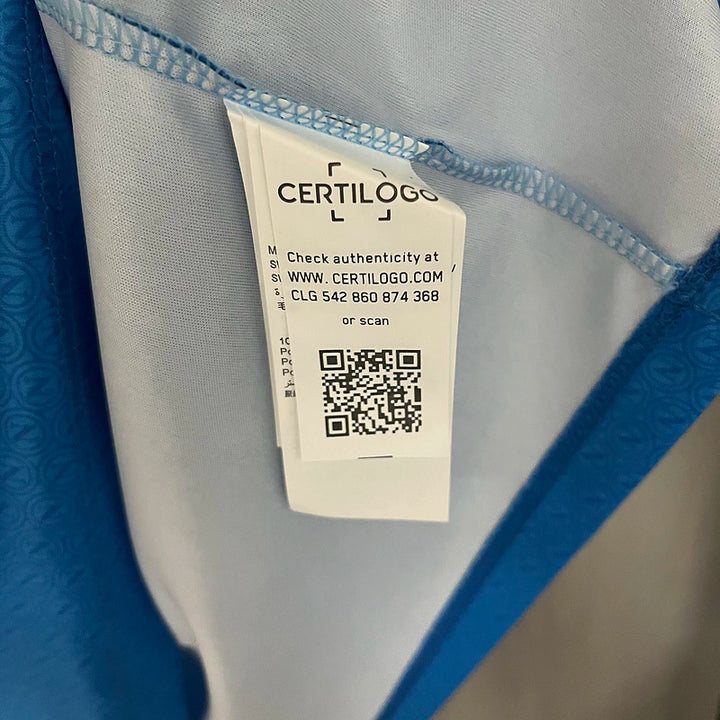 CERTILOGO
Check authenticity at
WWW.CERTILOGO.COM
CLG 542 860 874 368
or scan